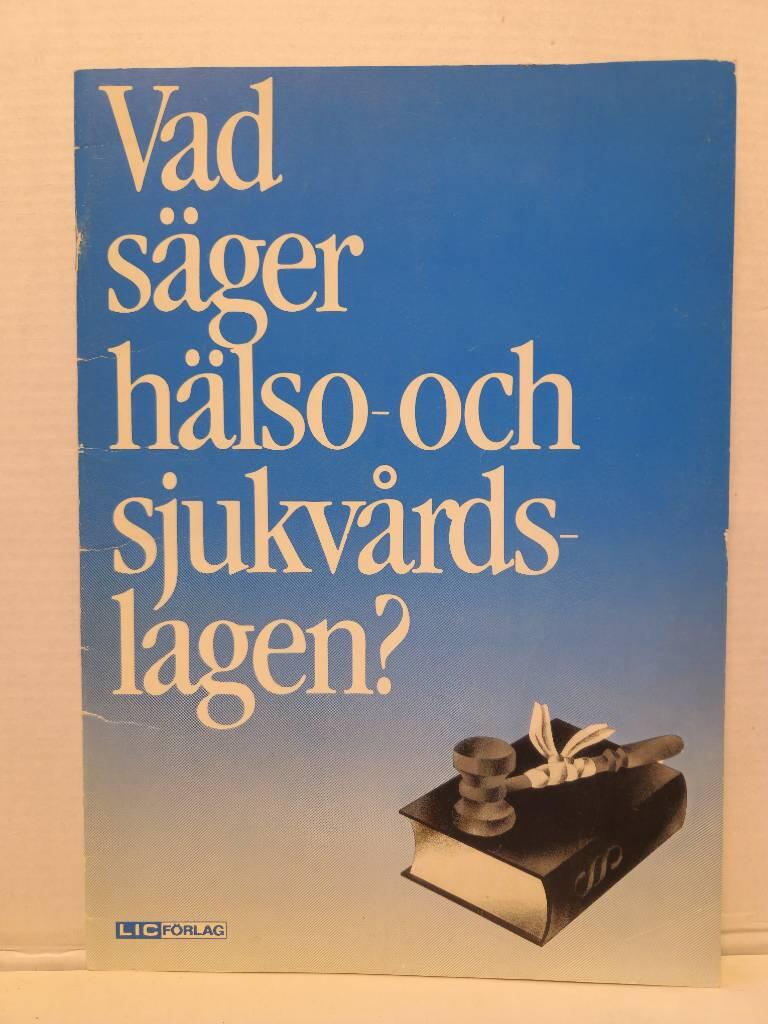 Vad
säger
hälso- och
sjukvårds-
lagen?
LIC FÖRLAG